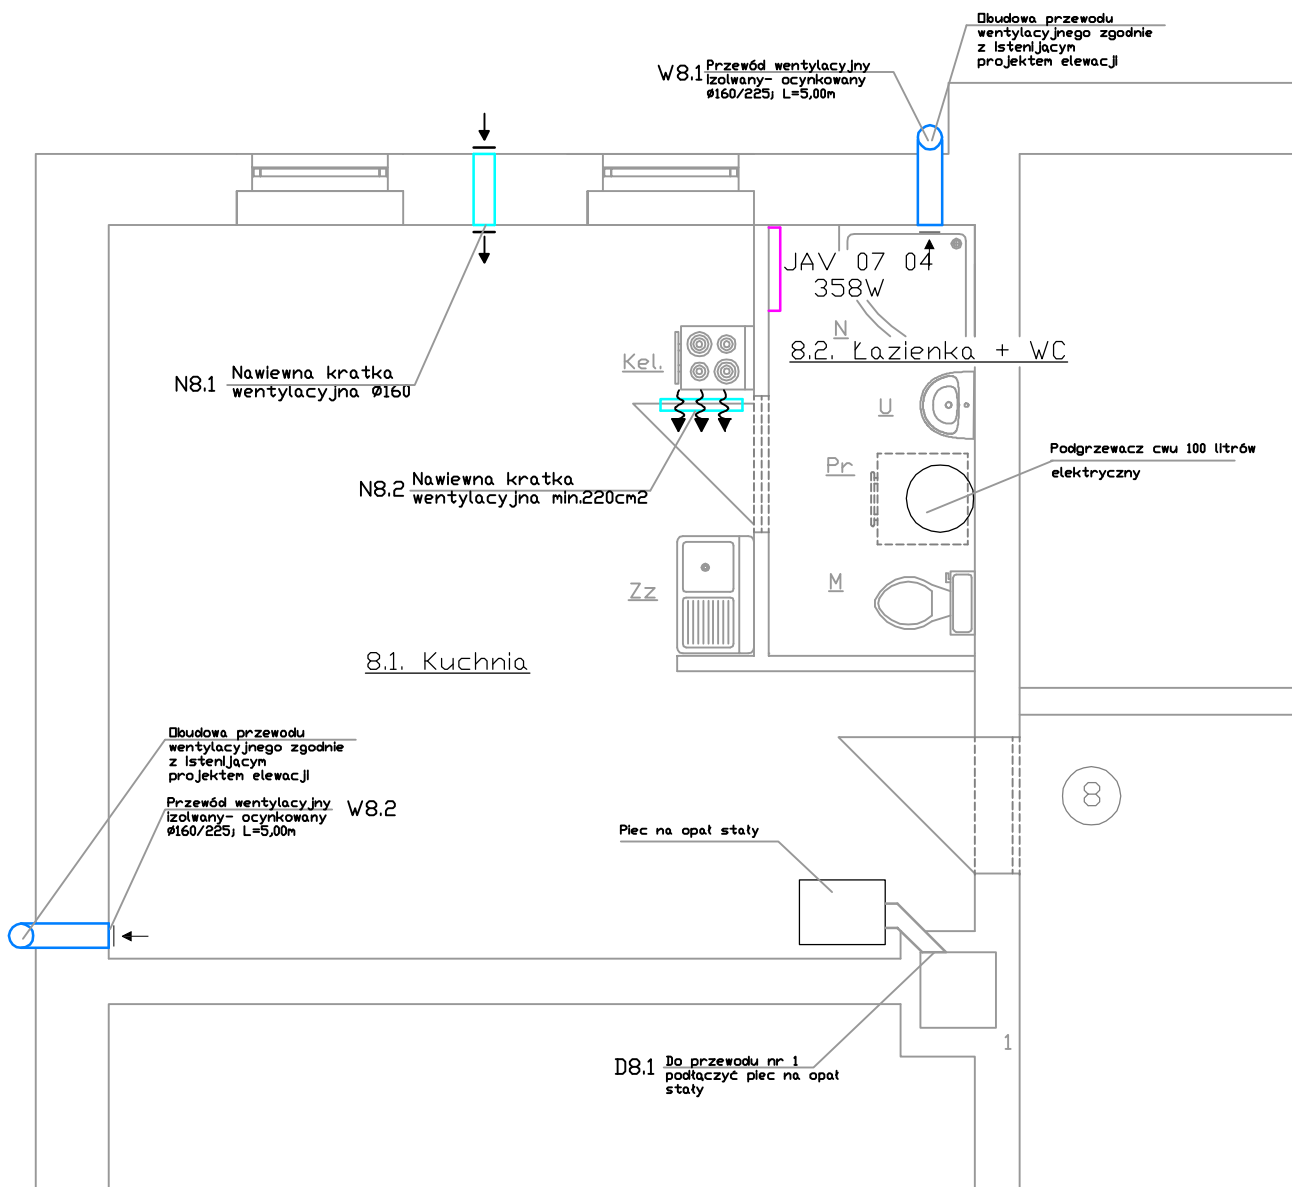 Obudowa przewodu
wentylacyjnego zgodnie
z istenijącym
projektem elewacji
W8.1 Przewód wentylacyjny
izolwany- ocynkowany
ø160/225; L=5,00m
JAV 07 04
358W
N
8.2. Łazienka + WC
Kel.
N8.1 Nawiewna kratka
wentylacyjna ø160
U
Podgrzewacz cwu 100 litrów
elektryczny
Pr
N8.2 Nawiewna kratka
wentylacyjna min.220cm2
M
Zz
8.1. Kuchnia
Obudowa przewodu
wentylacyjnego zgodnie
z istenijącym
projektem elewacji
Przewód wentylacyjny W8.2
izolwany- ocynkowany
ø160/225; L=5,00m
8
Piec na opał stały
1
D8.1 Do przewodu nr 1
podłączyć piec na opał
stały